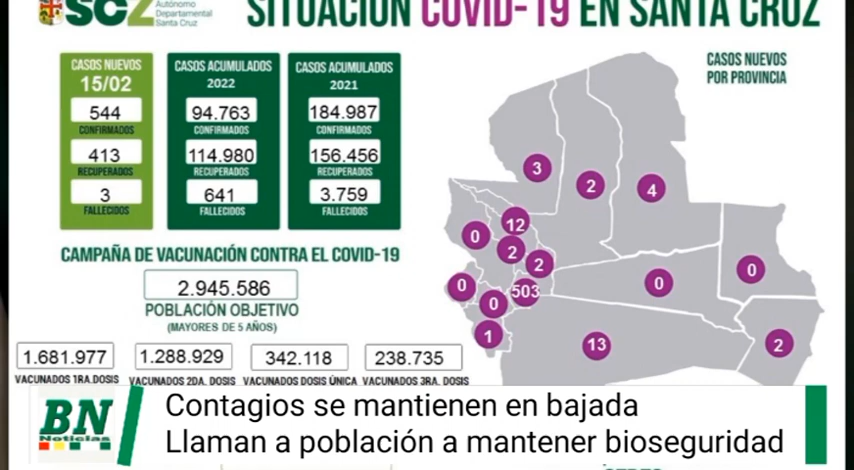 SCZ
Autónomo
Departamental
Santa Cruz
SITUACIÓN COVID-19 EN SANTA CRUZ
CASOS NUEVOS
15/02
544
CONFIRMADOS
413
RECUPERADOS
3
FALLECIDOS
CASOS ACUMULADOS
2022
94.763
CONFIRMADOS
114.980
RECUPERADOS
641
FALLECIDOS
CASOS ACUMULADOS
2021
184.987
CONFIRMADOS
156.456
RECUPERADOS
3.759
FALLECIDOS
CASOS NUEVOS
POR PROVINCIA
3
2
4
12
0
2
2
0
0
0
503
0
1
13
2
CAMPAÑA DE VACUNACIÓN CONTRA EL COVID-19
2.945.586
POBLACIÓN OBJETIVO
(MAYORES DE 5 AÑOS)
1.681.977
VACUNADOS 1RA.DOSIS
1.288.929
VACUNADOS 2DA. DOSIS
342.118
VACUNADOS DOSIS ÚNICA
238.735
VACUNADOS 3RA. DOSIS
BN
Noticias
Contagios se mantienen en bajada
Llaman a población a mantener bioseguridad